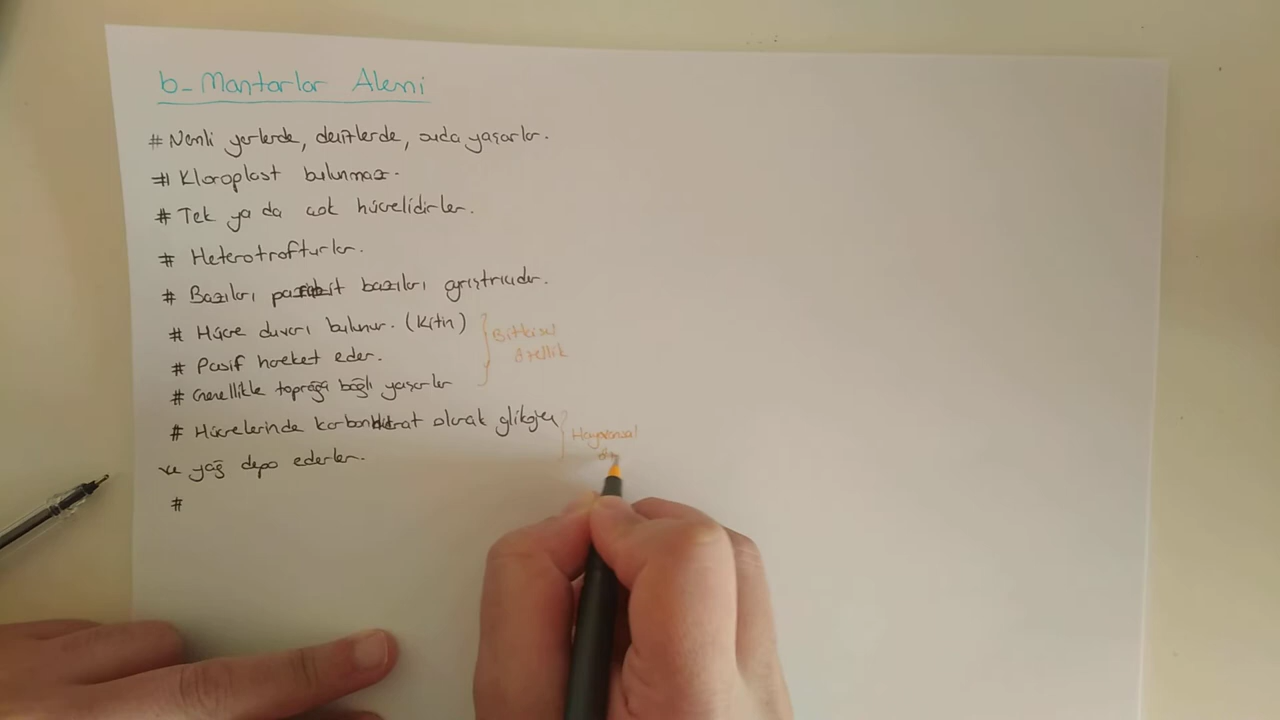 b- Mantarlar Alemi
# Nemli yerlerde, derilerde, suda yaşarlar.
# Kloroplast bulunmaz.
# Tek ya da çok hücrelidirler.
# Heterotrofturlar.
# Bazıları parazit bazıları ayrıştırıcıdır.
# Hücre duvarı bulunur. (Kitin)
# Pasif hareket eder.
# Genellikle toprağa bağlı yaşarlar
Bitkisel
özellik
# Hücrelerinde karbonhidrat olarak glikojen
ve yağ depo ederler.
Hayvansal
#